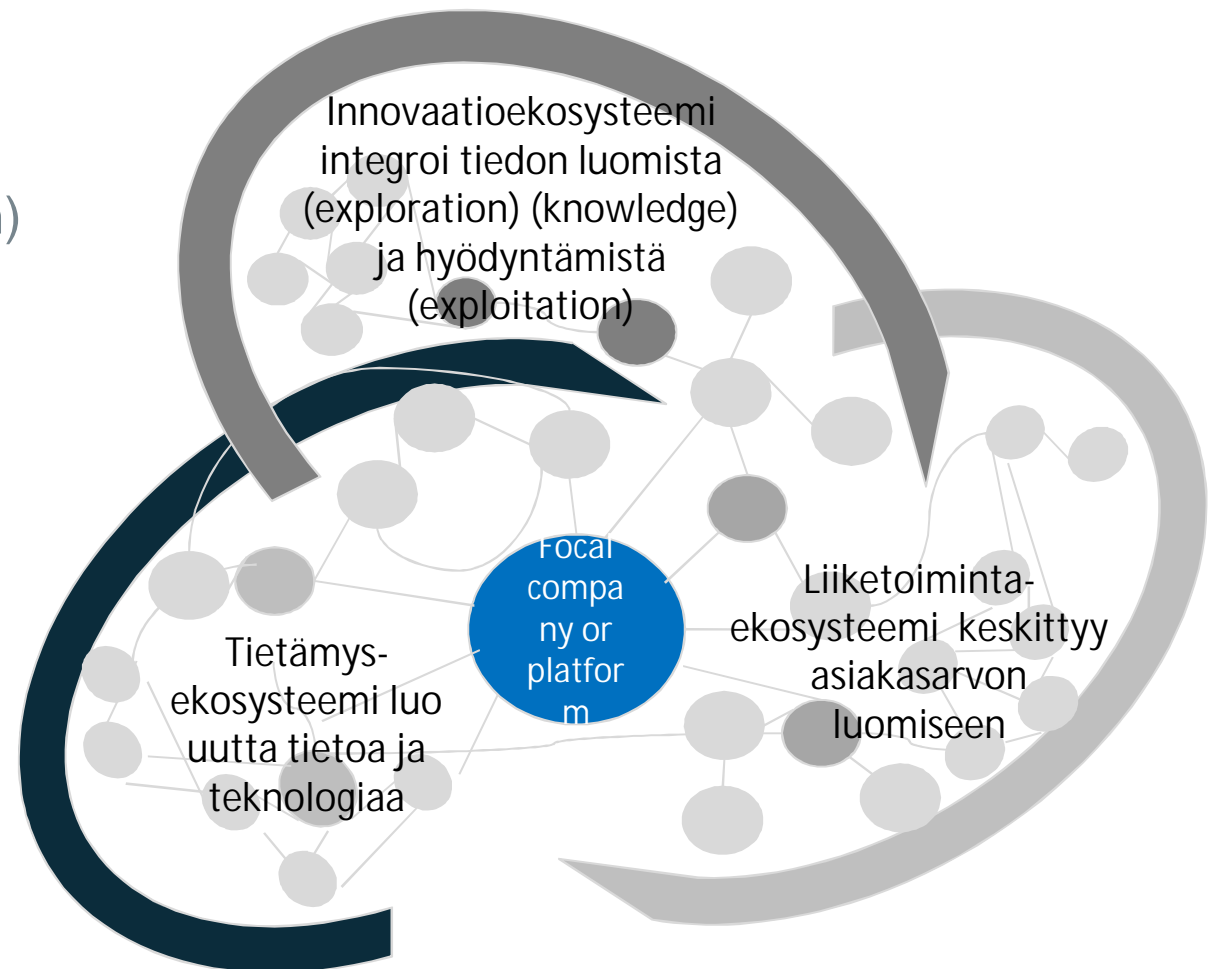 Innovaatioekosysteemi
integroi tiedon luomista
(exploration) (knowledge)
ja hyödyntämistä
(exploitation)
Focal
compa
ny or
platfor
m
Liiketoiminta-
ekosysteemi keskittyy
asiakasarvon
luomiseen
Tietämys-
ekosysteemi luo
uutta tietoa ja
teknologiaa